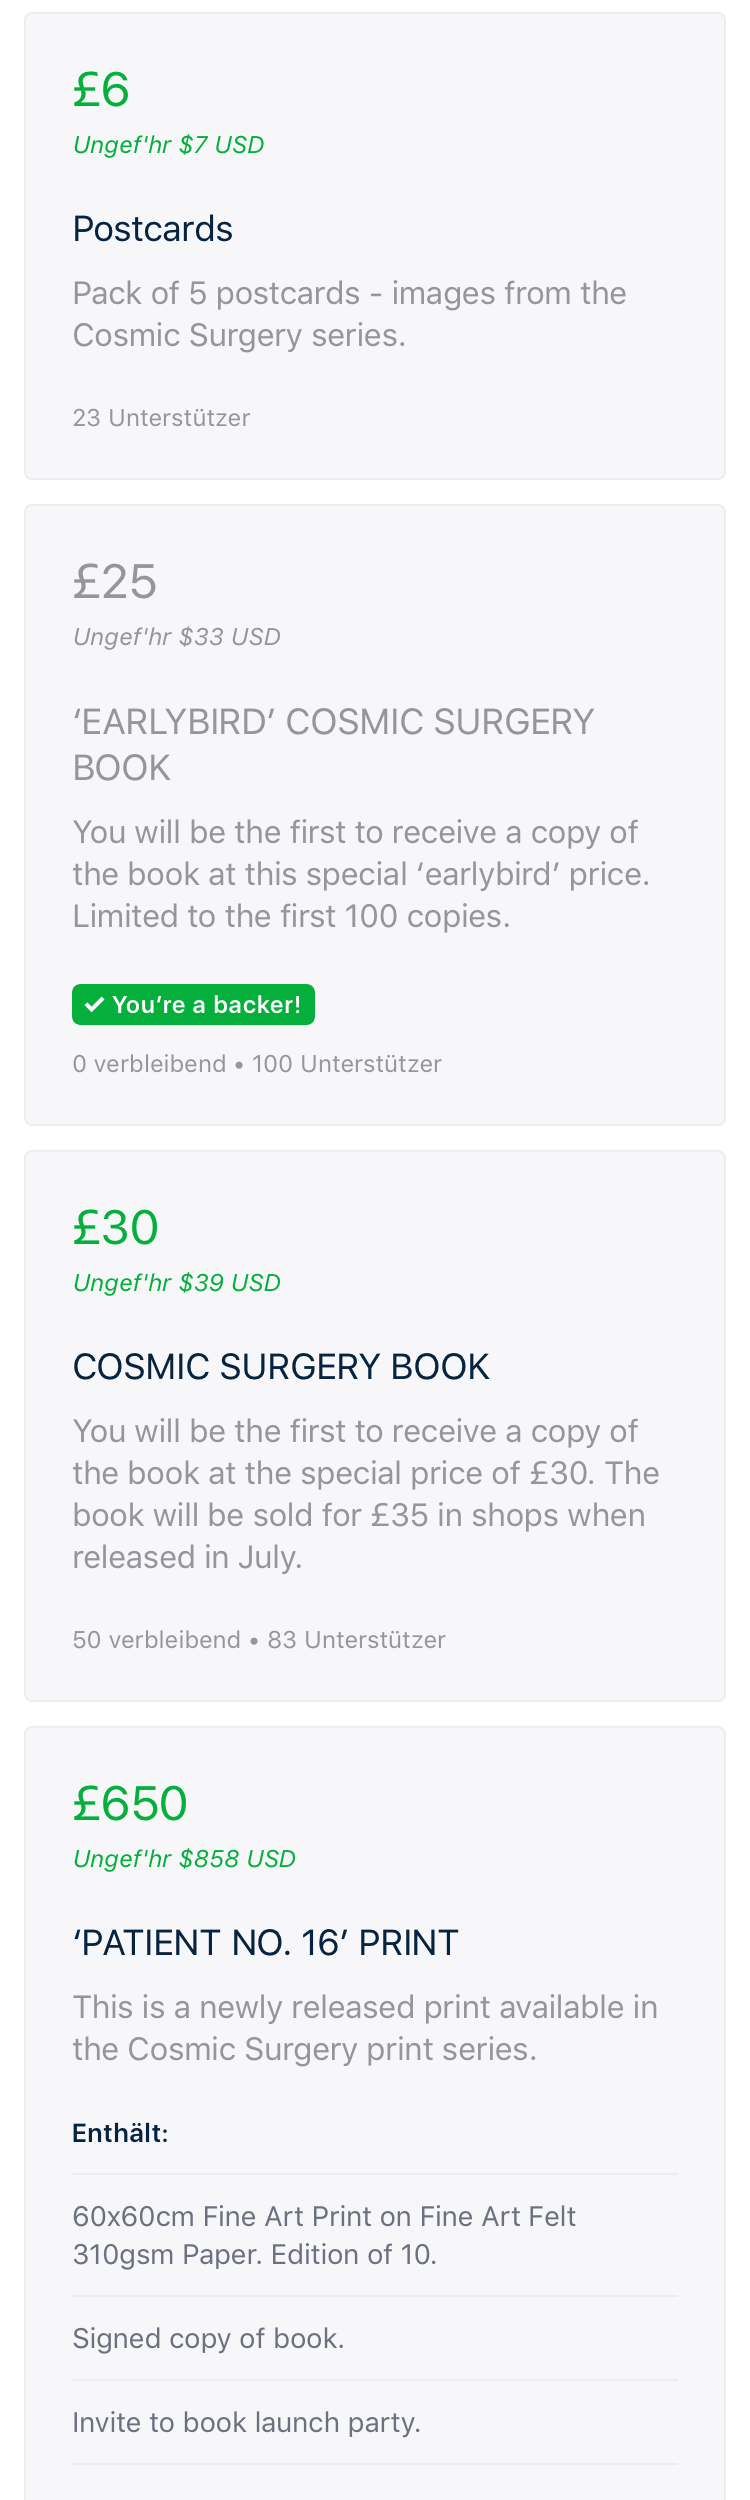 £6
Ungef'hr $7 USD
Postcards
Pack of 5 postcards - images from the
Cosmic Surgery series.
23 Unterstützer
£25
Ungef'hr $33 USD
‘EARLYBIRD’ COSMIC SURGERY
BOOK
You will be the first to receive a copy of
the book at this special ‘earlybird’ price.
Limited to the first 100 copies.
You’re a backer!
0 verbleibend • 100 Unterstützer
£30
Ungef'hr $39 USD
COSMIC SURGERY BOOK
You will be the first to receive a copy of
the book at the special price of £30. The
book will be sold for £35 in shops when
released in July.
50 verbleibend • 83 Unterstützer
£650
Ungef'hr $858 USD
‘PATIENT NO. 16’ PRINT
This is a newly released print available in
the Cosmic Surgery print series.
Enthält:
60x60cm Fine Art Print on Fine Art Felt
310gsm Paper. Edition of 10.
Signed copy of book.
Invite to book launch party.